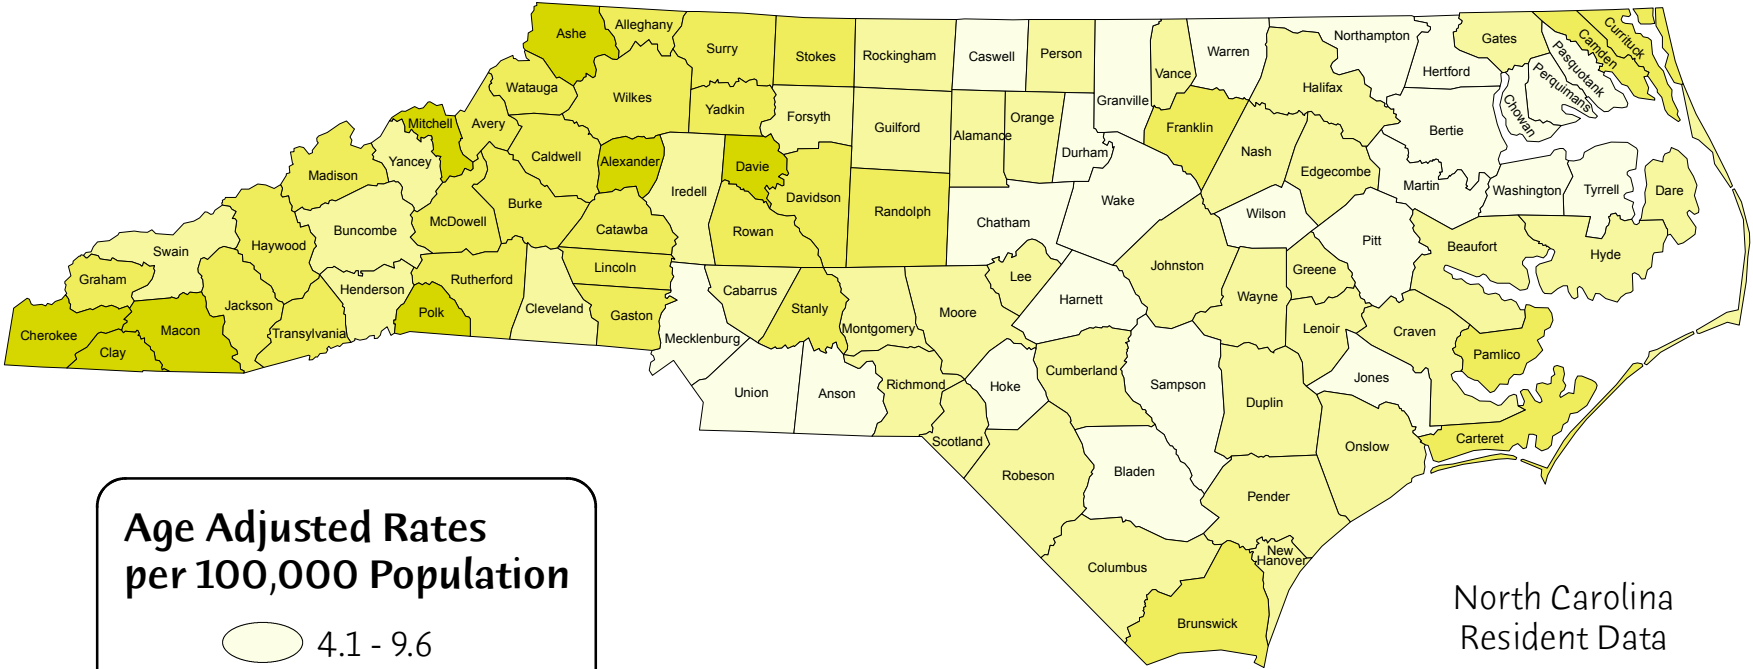 Ashe
Alleghany
Surry
Stokes
Rockingham
Caswell
Person
Granville
Vance
Warren
Northampton
Gates
Hertford
Halifax
Camden
Currituck
Pasquotank
Perquimans
Chowan
Bertie
Watauga
Wilkes
Yadkin
Forsyth
Guilford
Alamance
Orange
Durham
Franklin
Nash
Edgecombe
Martin
Washington
Tyrrell
Dare
Mitchell
Avery
Yancey
Caldwell
Alexander
Davie
Iredell
Davidson
Randolph
Chatham
Wake
Wilson
Pitt
Beaufort
Hyde
Madison
Buncombe
McDowell
Burke
Catawba
Rowan
Haywood
Swain
Graham
Jackson
Henderson
Rutherford
Lincoln
Cleveland
Gaston
Polk
Transylvania
Cherokee
Macon
Clay
Cabarrus
Stanly
Montgomery
Moore
Lee
Harnett
Johnston
Wayne
Greene
Lenoir
Craven
Pamlico
Mecklenburg
Union
Anson
Richmond
Hoke
Cumberland
Sampson
Duplin
Jones
Onslow
Carteret
Scotland
Robeson
Bladen
Pender
Columbus
New
Hanover
Brunswick
Age Adjusted Rates
per 100,000 Population
4.1 - 9.6
North Carolina
Resident Data